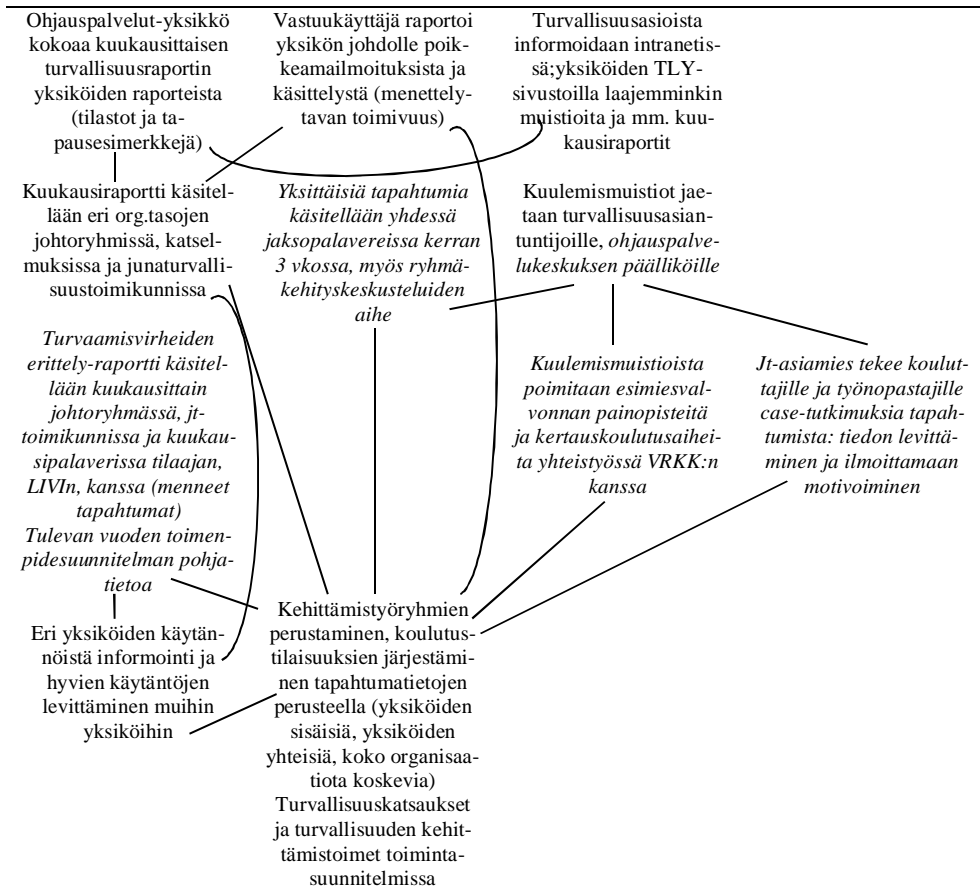 Ohjauspalvelut-yksikkö
kokoaa kuukausittaisen
turvallisuusraportin
yksiköiden raporteista
(tilastot ja ta-
pausesimerkkejä)
Vastuukäyttäjä raportoi
yksikön johdolle poik-
keamailmoituksista ja
käsittelystä (menettely-
tavan toimivuus)
Turvallisuusasioista
informoidaan intranetis-
sä;yksiköiden TLY-
sivustoilla laajemminkin
muistioita ja mm. kuu-
kausiraportit
Kuukausiraportti käsitel-
lään eri org.tasojen
johtoryhmissä, katsel-
muksissa ja junaturvalli-
suustoimikunnissa
Yksittäisiä tapahtumia
käsitellään yhdessä
jaksopalavereissa kerran
3 vkossa, myös ryhmä-
kehityskeskusteluiden
aihe
Kuulemismuistiot jae-
taan turvallisuusasian-
tuntijoille, ohjauspalve-
lukeskuksen päälliköille
Turvaamisvirheiden
erittely-raportti käsitel-
lään kuukausittain
johtoryhmässä, jt-
toimikunnissa ja kuukau-
sipalaverissa tilaajan,
LIVIn, kanssa (menneet
tapahtumat)
Tulevan vuoden toimen-
pidesuunnitelman pohja-
tietoa
Kuulemismuistioista
poimitaan esimiesval-
vonnan painopisteitä
ja kertauskoulutusaihei-
ta yhteistyössä VRKK:n
kanssa
Jt-asiamies tekee koulut-
tajille ja työnopastajille
case-tutkimuksia tapah-
tumista: tiedon levittä-
minen ja ilmoittamaan
motivoiminen
Eri yksiköiden käytän-
nöistä informointi ja
hyvien käytäntöjen
levittäminen muihin
yksiköihin
Kehittämistyöryhmien
perustaminen, koulutus-
tilaisuuksien järjestämi-
nen tapahtumatietojen
perusteella (yksiköiden
sisäisiä, yksiköiden
yhteisiä, koko organisaa-
tiota koskevia)
Turvallisuuskatsaukset
ja turvallisuuden kehit-
tämistoimet toiminta-
suunnitelmissa